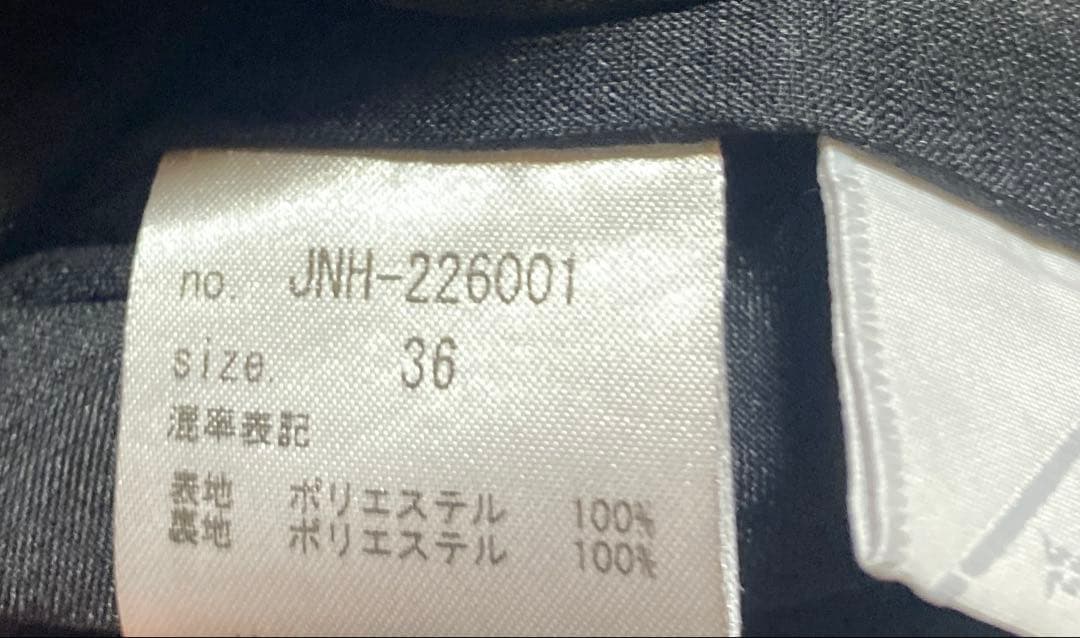 no. JNH-226001
size. 36
混率表記
表地 ポリエステル 100%
裏地 ポリエステル 100%